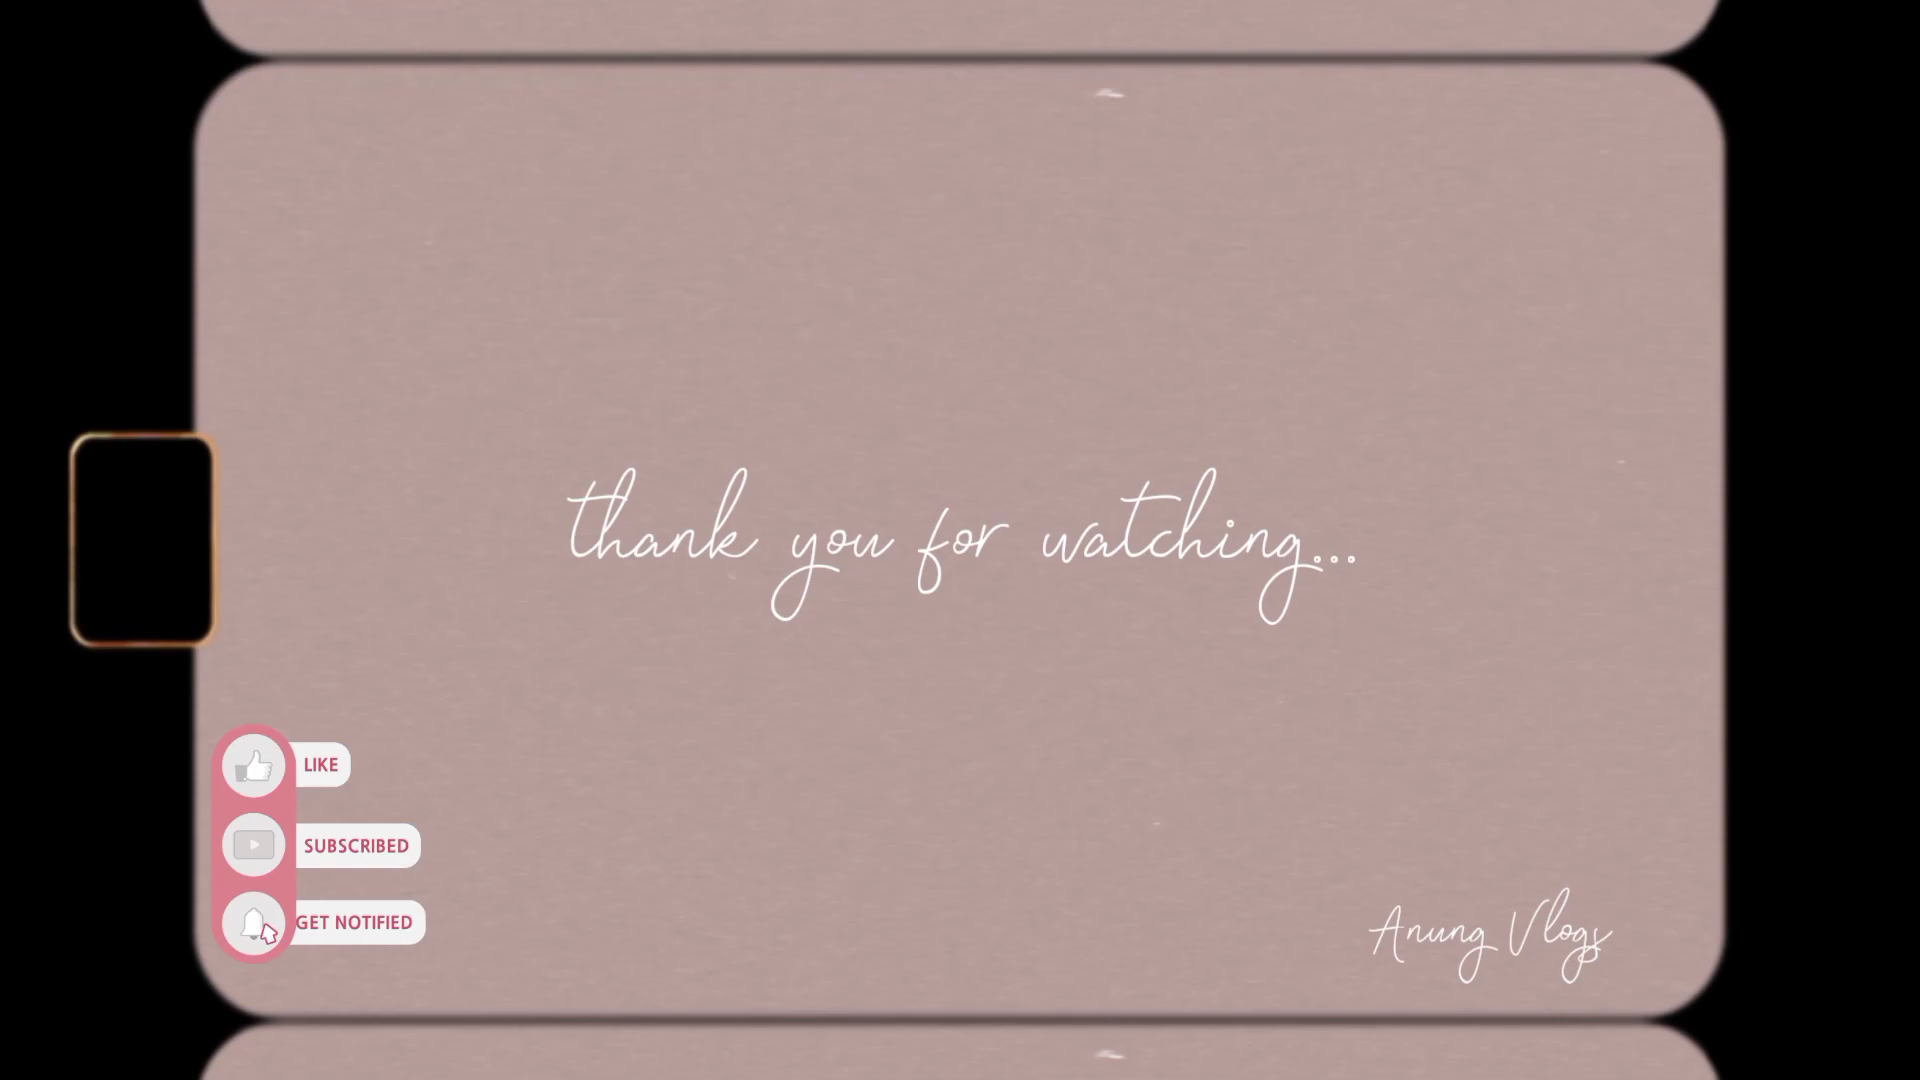 thank you for watching...
LIKE
SUBSCRIBED
GET NOTIFIED
Anung Vlogs